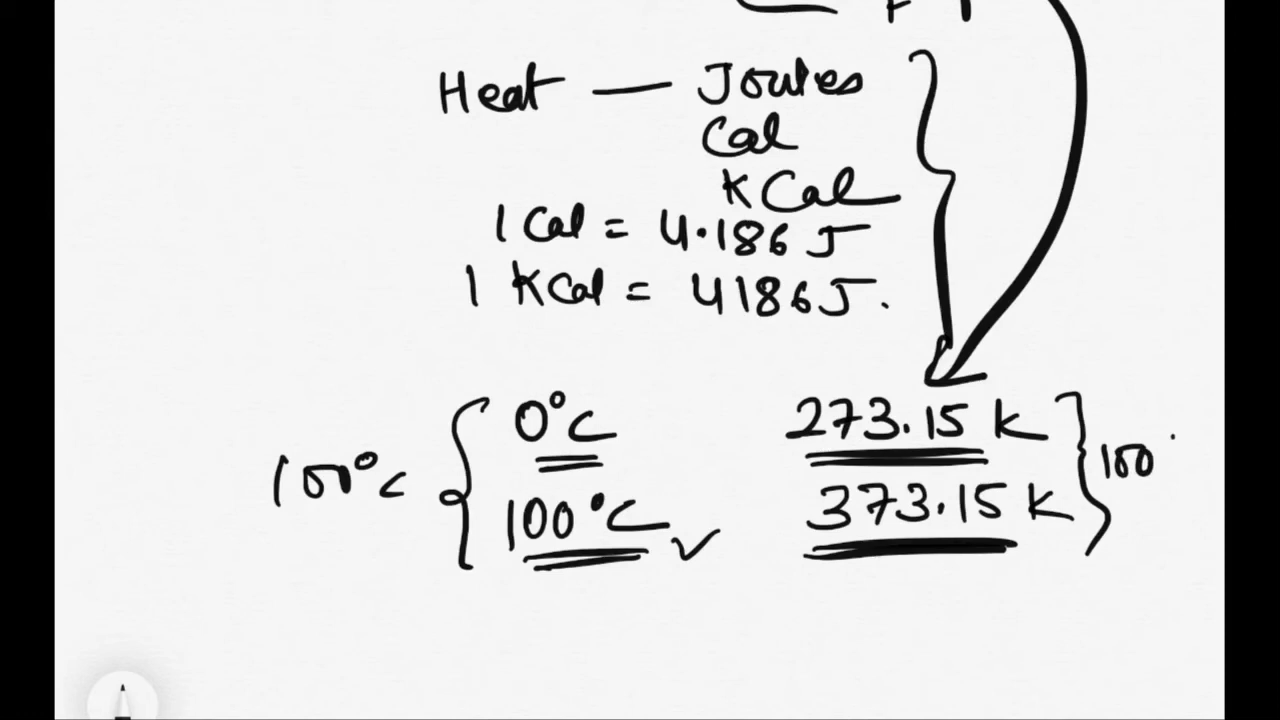 Heat — Joules
Cal
KCal
1 Cal = 4.186 J
1 KCal = 4186 J.
0°C 273.15 K
100°C 100
100°C ✓ 373.15 K